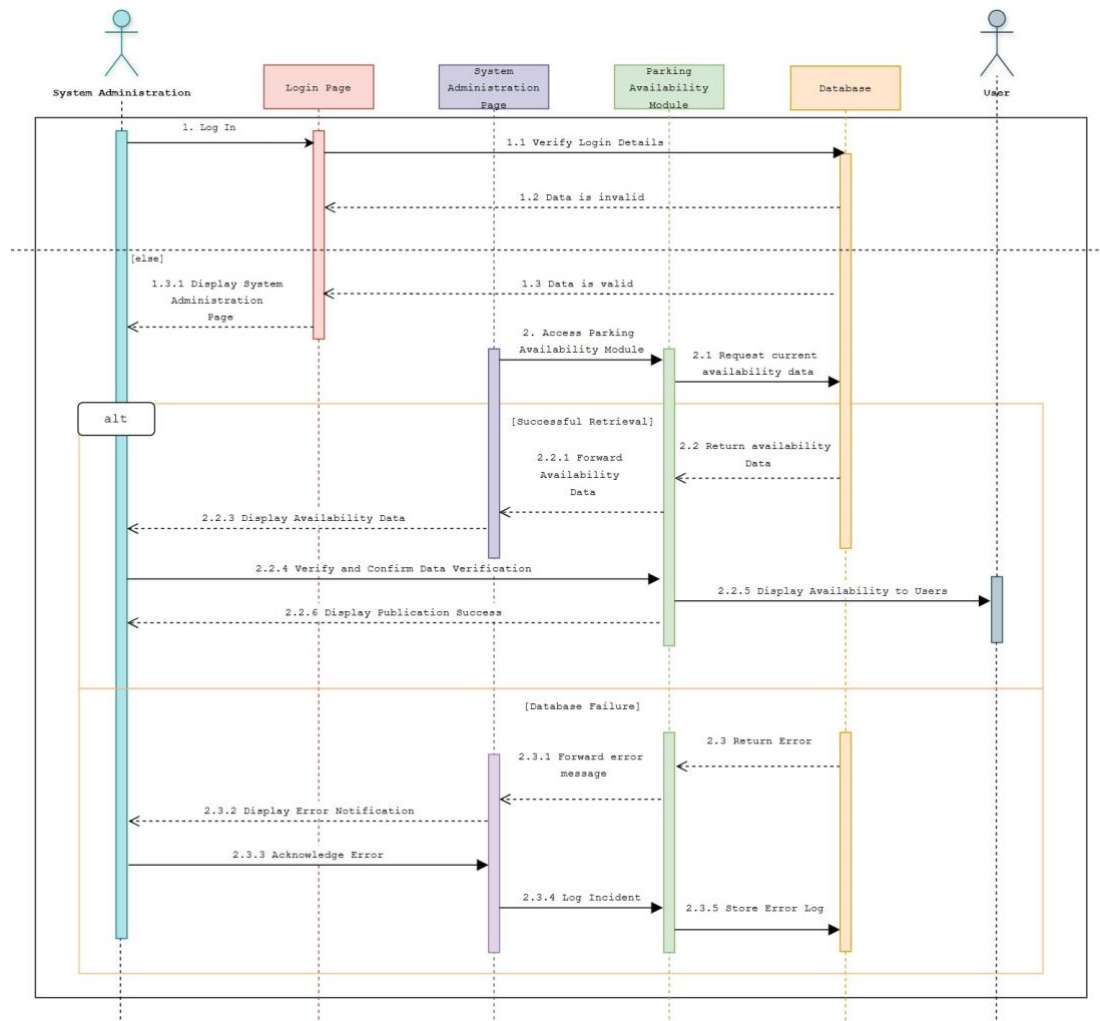 System Administration
Login Page
System
Administration
Page
Parking
Availability
Module
Database
User
1. Log In
1.1 Verify Login Details
1.2 Data is invalid
[else]
1.3.1 Display System
Administration
Page
1.3 Data is valid
2. Access Parking
Availability Module
2.1 Request current
availability data
alt
[Successful Retrieval]
2.2 Return availability
Data
2.2.1 Forward
Availability
Data
2.2.3 Display Availability Data
2.2.4 Verify and Confirm Data Verification
2.2.5 Display Availability to Users
2.2.6 Display Publication Success
[Database Failure]
2.3 Return Error
2.3.1 Forward error
message
2.3.2 Display Error Notification
2.3.3 Acknowledge Error
2.3.4 Log Incident
2.3.5 Store Error Log